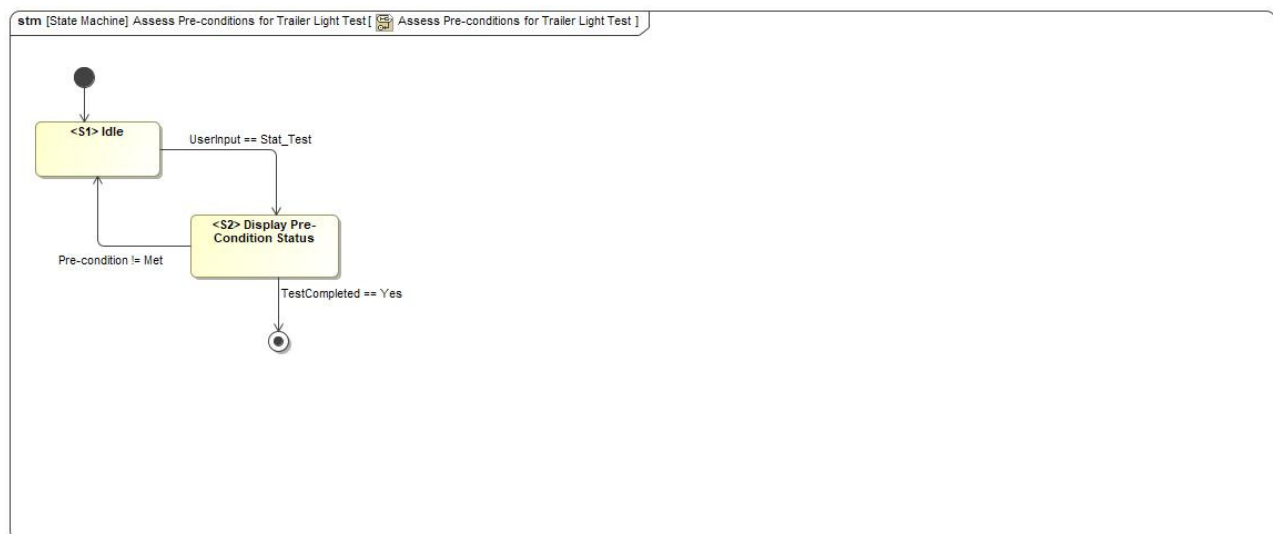 stm [State Machine] Assess Pre-conditions for Trailer Light Test [ Assess Pre-conditions for Trailer Light Test ]
<S1> Idle
UserInput == Stat_Test
<S2> Display Pre-
Condition Status
Pre-condition != Met
TestCompleted == Yes